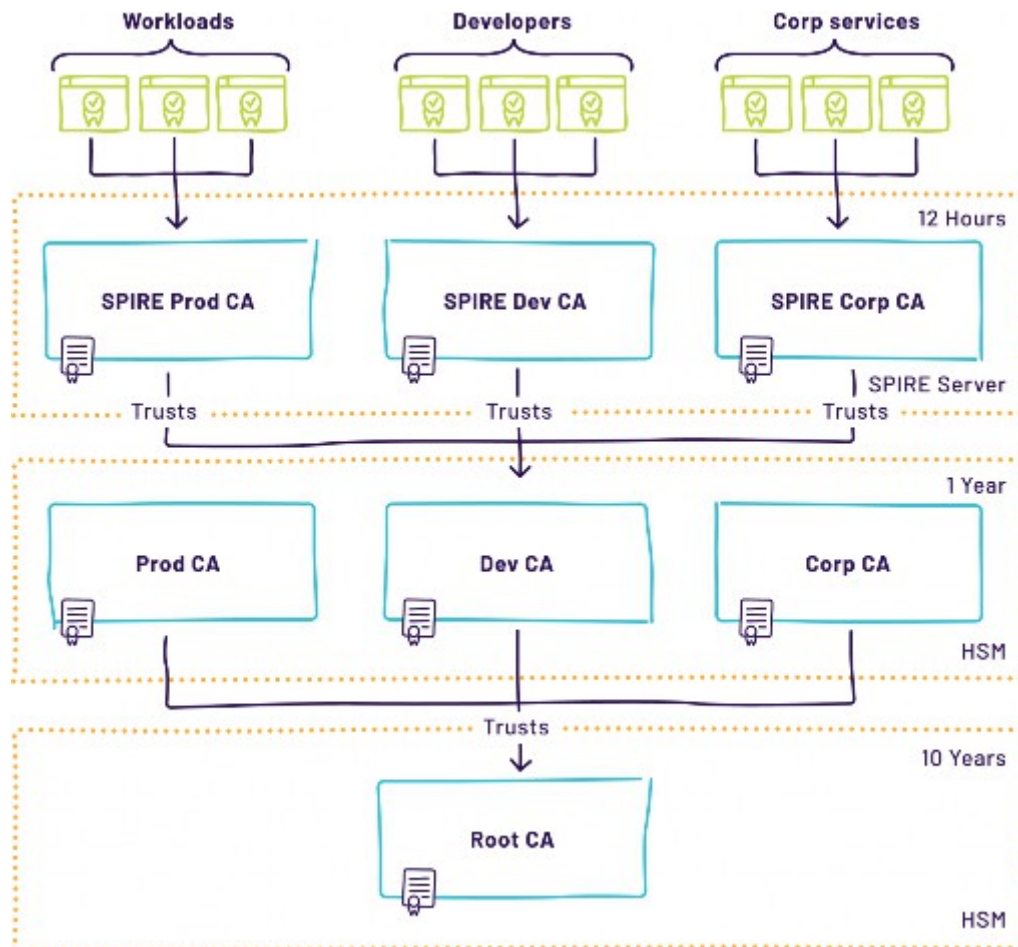 Workloads
Developers
Corp services
12 Hours
SPIRE Prod CA
SPIRE Dev CA
SPIRE Corp CA
SPIRE Server
Trusts
Trusts
Trusts
1 Year
Prod CA
Dev CA
Corp CA
HSM
Trusts
10 Years
Root CA
HSM